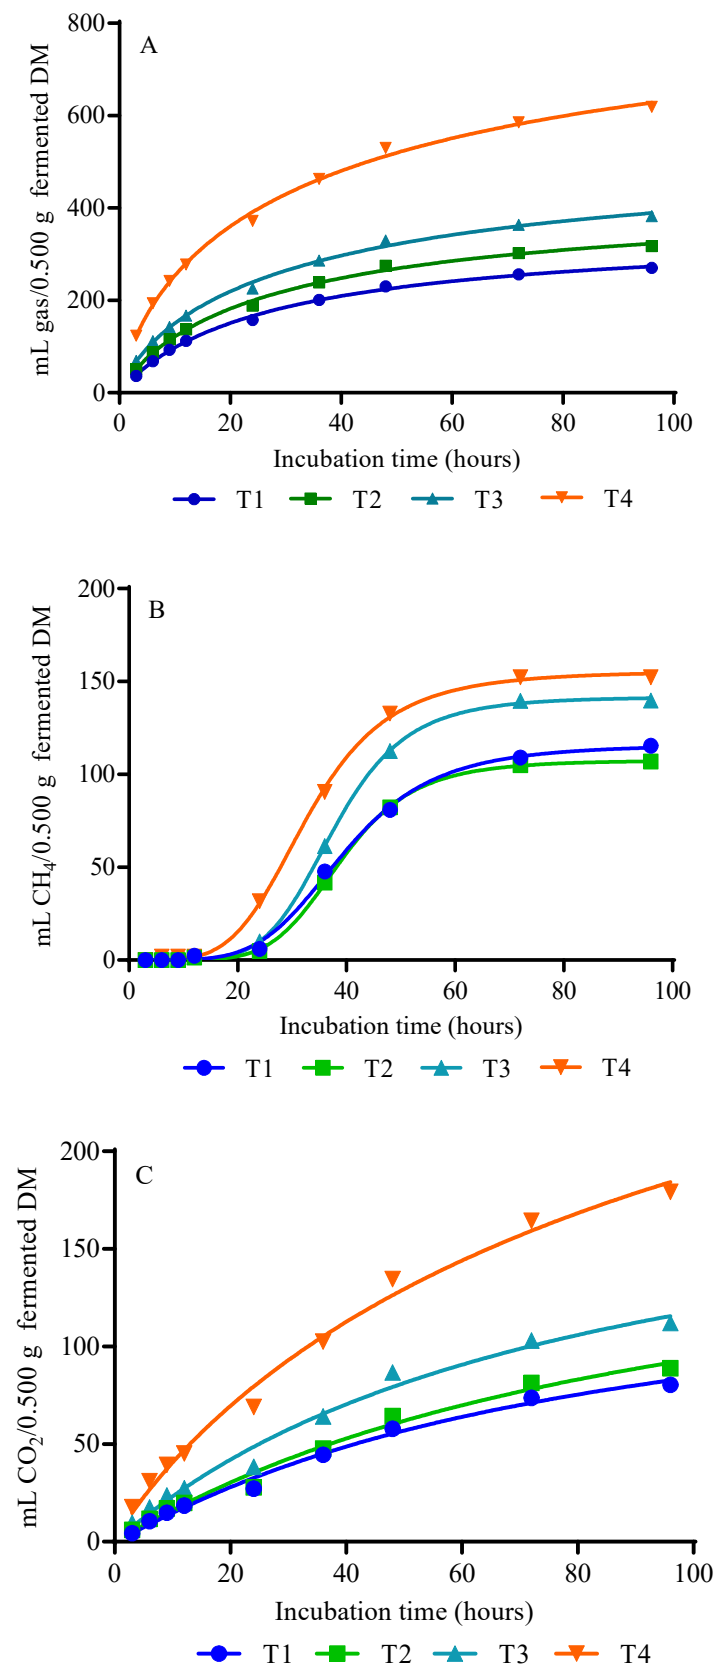 A
mL gas/0.500 g fermented DM
800
600
400
200
0
0 20 40 60 80 100
Incubation time (hours)
T1 T2 T3 T4
B
mL CH₄/0.500 g fermented DM
200
150
100
50
0
0 20 40 60 80 100
Incubation time (hours)
T1 T2 T3 T4
C
mL CO₂/0.500 g fermented DM
200
150
100
50
0
0 20 40 60 80 100
Incubation time (hours)
T1 T2 T3 T4